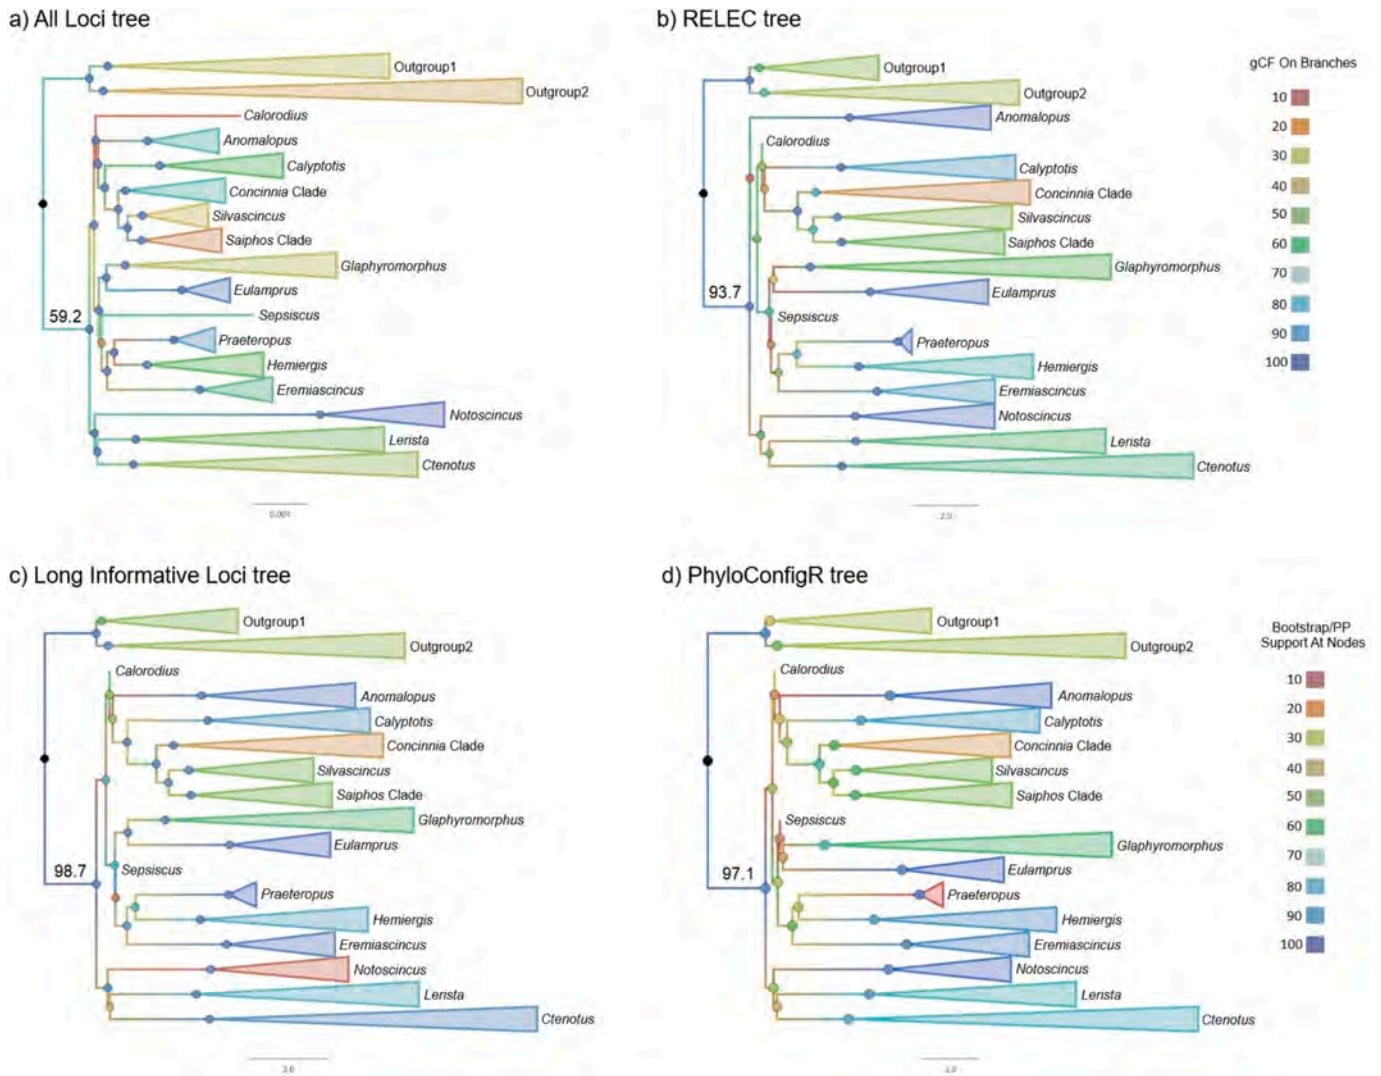 a) All Loci tree
Outgroup1
Outgroup2
Calorodius
Anomalopus
Calyptotis
Concinnia Clade
Silvascincus
Saiphos Clade
Glaphyromorphus
Eulamprus
59.2
Sepsiscus
Praeteropus
Hemiergis
Eremiascincus
Notoscincus
Lerista
Ctenotus
0.001
b) RELEC tree
Outgroup1
Outgroup2
Anomalopus
Calorodius
Calyptotis
Concinnia Clade
Silvascincus
Saiphos Clade
Glaphyromorphus
93.7
Eulamprus
Sepsiscus
Praeteropus
Hemiergis
Eremiascincus
Notoscincus
Lerista
Ctenotus
2.0
gCF On Branches
10
20
30
40
50
60
70
80
90
100
c) Long Informative Loci tree
Outgroup1
Outgroup2
Calorodius
Anomalopus
Calyptotis
Concinnia Clade
Silvascincus
Saiphos Clade
Glaphyromorphus
Eulamprus
98.7
Sepsiscus
Praeteropus
Hemiergis
Eremiascincus
Notoscincus
Lerista
Ctenotus
d) PhyloConfigR tree
Outgroup1
Outgroup2
Calorodius
Anomalopus
Calyptotis
Concinnia Clade
Silvascincus
Saiphos Clade
Sepsiscus
Glaphyromorphus
97.1
Eulamprus
Praeteropus
Hemiergis
Eremiascincus
Notoscincus
Lerista
Ctenotus
Bootstrap/PP
Support At Nodes
10
20
30
40
50
60
70
80
90
100